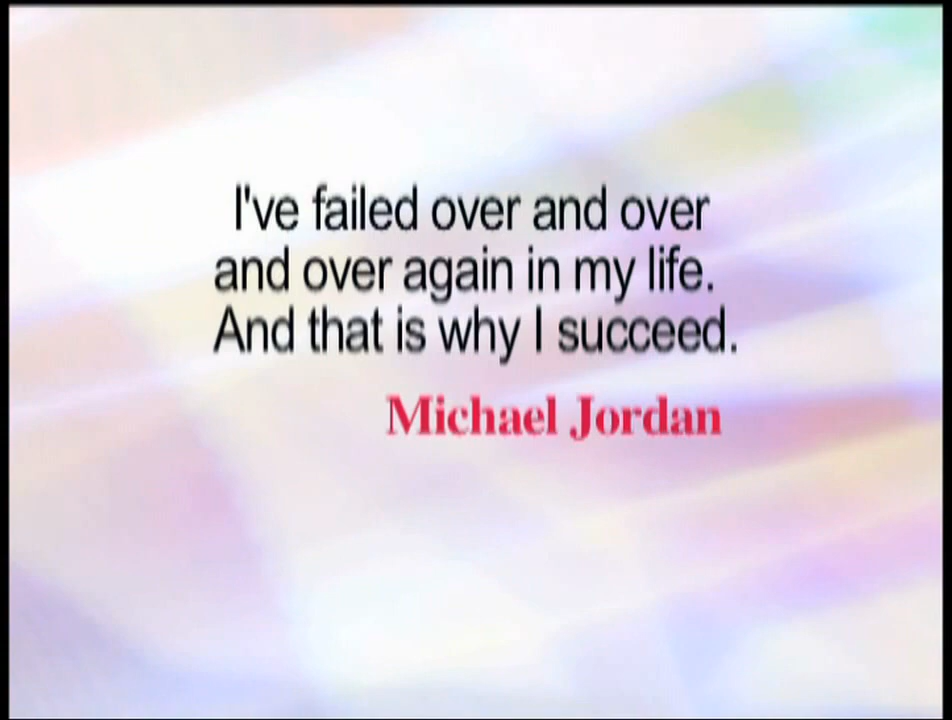 I've failed over and over
and over again in my life.
And that is why I succeed.
Michael Jordan